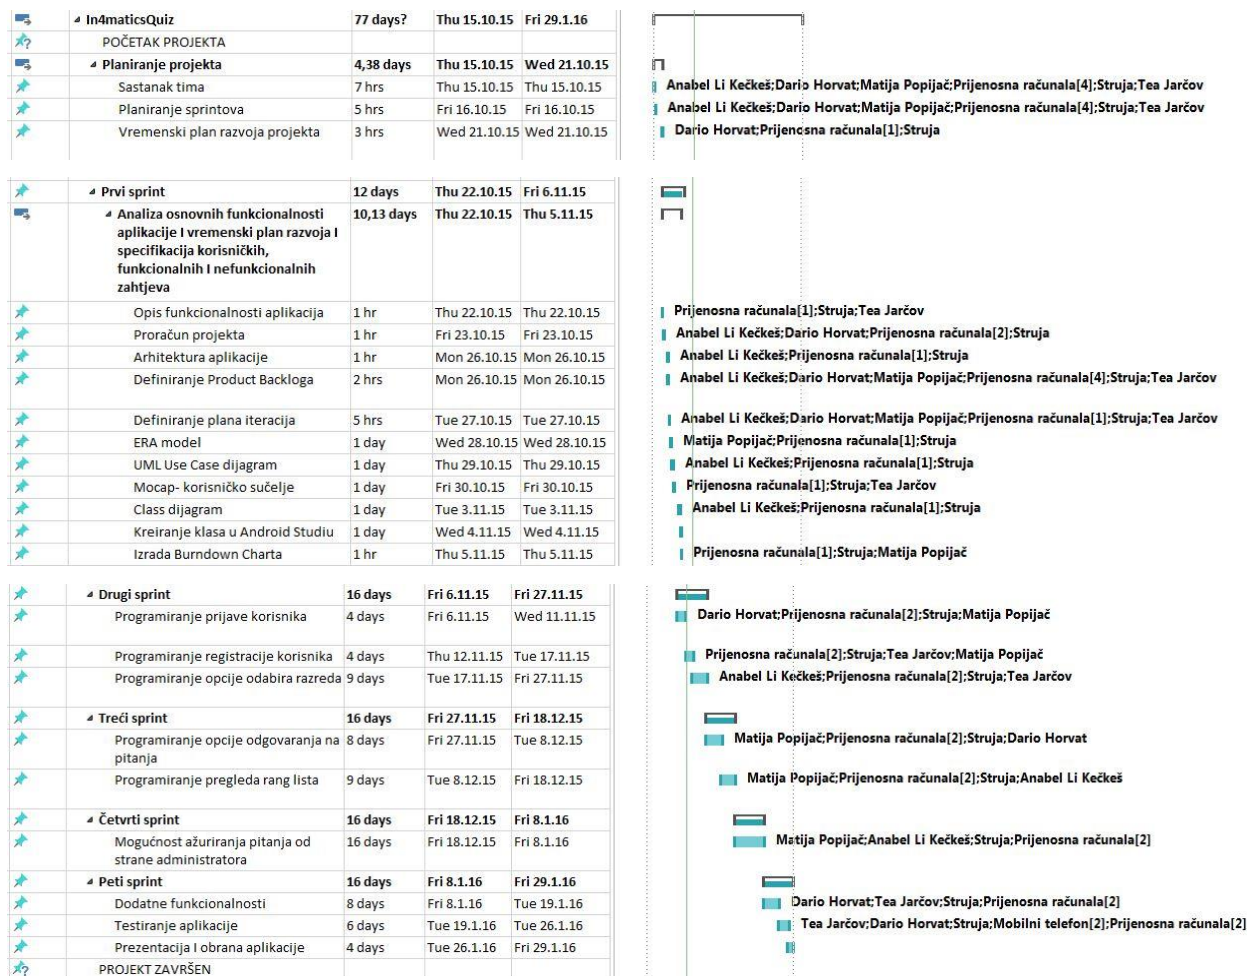 In4maticsQuiz 77 days? Thu 15.10.15 Fri 29.1.16
POČETAK PROJEKTA
Planiranje projekta 4,38 days Thu 15.10.15 Wed 21.10.15
Sastanak tima 7 hrs Thu 15.10.15 Thu 15.10.15 Anabel Li Kečkeš;Dario Horvat;Matija Popijač;Prijenosna računala[4];Struja;Tea Jarčov
Planiranje sprintova 5 hrs Fri 16.10.15 Fri 16.10.15 Anabel Li Kečkeš;Dario Horvat;Matija Popijač;Prijenosna računala[4];Struja;Tea Jarčov
Vremenski plan razvoja projekta 3 hrs Wed 21.10.15 Wed 21.10.15 Dario Horvat;Prijenosna računala[1];Struja
Prvi sprint 12 days Thu 22.10.15 Fri 6.11.15
Analiza osnovnih funkcionalnosti 10,13 days Thu 22.10.15 Thu 5.11.15
aplikacije I vremenski plan razvoja I
specifikacija korisničkih,
funkcionalnih I nefunkcionalnih
zahtjeva
Opis funkcionalnosti aplikacija 1 hr Thu 22.10.15 Thu 22.10.15 Prijenosna računala[1];Struja;Tea Jarčov
Proračun projekta 1 hr Fri 23.10.15 Fri 23.10.15 Anabel Li Kečkeš;Dario Horvat;Prijenosna računala[2];Struja
Arhitektura aplikacije 1 hr Mon 26.10.15 Mon 26.10.15 Anabel Li Kečkeš;Prijenosna računala[1];Struja
Definiranje Product Backloga 2 hrs Mon 26.10.15 Mon 26.10.15 Anabel Li Kečkeš;Dario Horvat;Matija Popijač;Prijenosna računala[4];Struja;Tea Jarčov
Definiranje plana iteracija 5 hrs Tue 27.10.15 Tue 27.10.15 Anabel Li Kečkeš;Dario Horvat;Matija Popijač;Prijenosna računala[1];Struja;Tea Jarčov
ERA model 1 day Wed 28.10.15 Wed 28.10.15 Matija Popijač;Prijenosna računala[1];Struja
UML Use Case dijagram 1 day Thu 29.10.15 Thu 29.10.15 Anabel Li Kečkeš;Prijenosna računala[1];Struja
Mocap- korisničko sučelje 1 day Fri 30.10.15 Fri 30.10.15 Prijenosna računala[1];Struja;Tea Jarčov
Class dijagram 1 day Tue 3.11.15 Tue 3.11.15 Anabel Li Kečkeš;Prijenosna računala[1];Struja
Kreiranje klasa u Android Studiu 1 day Wed 4.11.15 Wed 4.11.15
Izrada Burndown Charta 1 hr Thu 5.11.15 Thu 5.11.15 Prijenosna računala[1];Struja;Matija Popijač
Drugi sprint 16 days Fri 6.11.15 Fri 27.11.15
Programiranje prijave korisnika 4 days Fri 6.11.15 Wed 11.11.15 Dario Horvat;Prijenosna računala[2];Struja;Matija Popijač
Programiranje registracije korisnika 4 days Thu 12.11.15 Tue 17.11.15 Prijenosna računala[2];Struja;Tea Jarčov;Matija Popijač
Programiranje opcije odabira razreda 9 days Tue 17.11.15 Fri 27.11.15 Anabel Li Kečkeš;Prijenosna računala[2];Struja;Tea Jarčov
Treći sprint 16 days Fri 27.11.15 Fri 18.12.15
Programiranje opcije odgovaranja na 8 days Fri 27.11.15 Tue 8.12.15 Matija Popijač;Prijenosna računala[2];Struja;Dario Horvat
pitanja
Programiranje pregleda rang lista 9 days Tue 8.12.15 Fri 18.12.15 Matija Popijač;Prijenosna računala[2];Struja;Anabel Li Kečkeš
Četvrti sprint 16 days Fri 18.12.15 Fri 8.1.16
Mogućnost ažuriranja pitanja od 16 days Fri 18.12.15 Fri 8.1.16 Matija Popijač;Anabel Li Kečkeš;Struja;Prijenosna računala[2]
strane administratora
Peti sprint 16 days Fri 8.1.16 Fri 29.1.16
Dodatne funkcionalnosti 8 days Fri 8.1.16 Tue 19.1.16 Dario Horvat;Tea Jarčov;Struja;Prijenosna računala[2]
Testiranje aplikacije 6 days Tue 19.1.16 Tue 26.1.16 Tea Jarčov;Dario Horvat;Struja;Mobilni telefon[2];Prijenosna računala[2]
Prezentacija I obrana aplikacije 4 days Tue 26.1.16 Fri 29.1.16
PROJEKT ZAVRŠEN